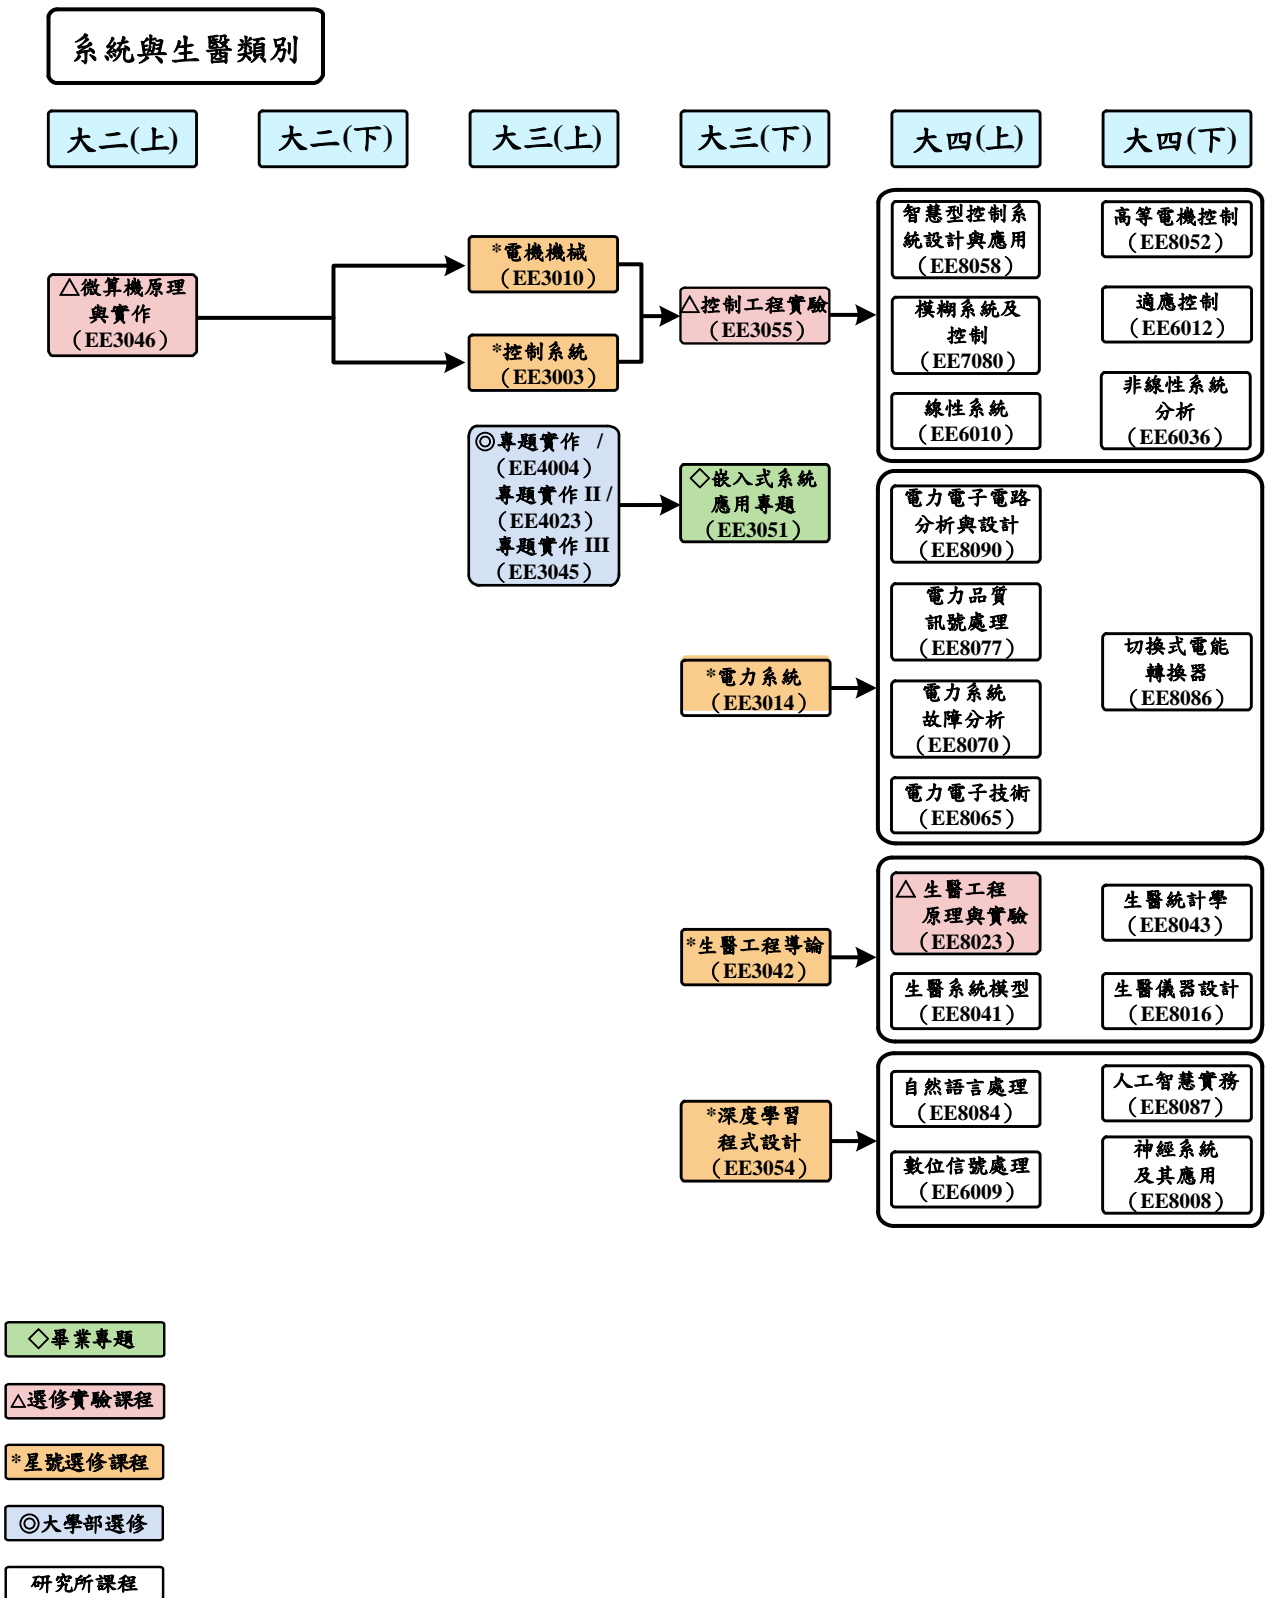 系統與生醫類別
大二(上)
大二(下)
大三(上)
大三(下)
大四(上)
大四(下)
△微算機原理
與實作
（EE3046）
*電機機械
（EE3010）
*控制系統
（EE3003）
◎專題實作 /
（EE4004）
專題實作 II /
（EE4023）
專題實作 III
（EE3045）
△控制工程實驗
（EE3055）
◇嵌入式系統
應用專題
（EE3051）
*電力系統
（EE3014）
*生醫工程導論
（EE3042）
*深度學習
程式設計
（EE3054）
智慧型控制系
統設計與應用
（EE8058）
模糊系統及
控制
（EE7080）
線性系統
（EE6010）
高等電機控制
（EE8052）
適應控制
（EE6012）
非線性系統
分析
（EE6036）
電力電子電路
分析與設計
（EE8090）
電力品質
訊號處理
（EE8077）
電力系統
故障分析
（EE8070）
電力電子技術
（EE8065）
切換式電能
轉換器
（EE8086）
△ 生醫工程
原理與實驗
（EE8023）
生醫系統模型
（EE8041）
生醫統計學
（EE8043）
生醫儀器設計
（EE8016）
自然語言處理
（EE8084）
數位信號處理
（EE6009）
人工智慧實務
（EE8087）
神經系統
及其應用
（EE8008）
◇畢業專題
△選修實驗課程
*星號選修課程
◎大學部選修
研究所課程